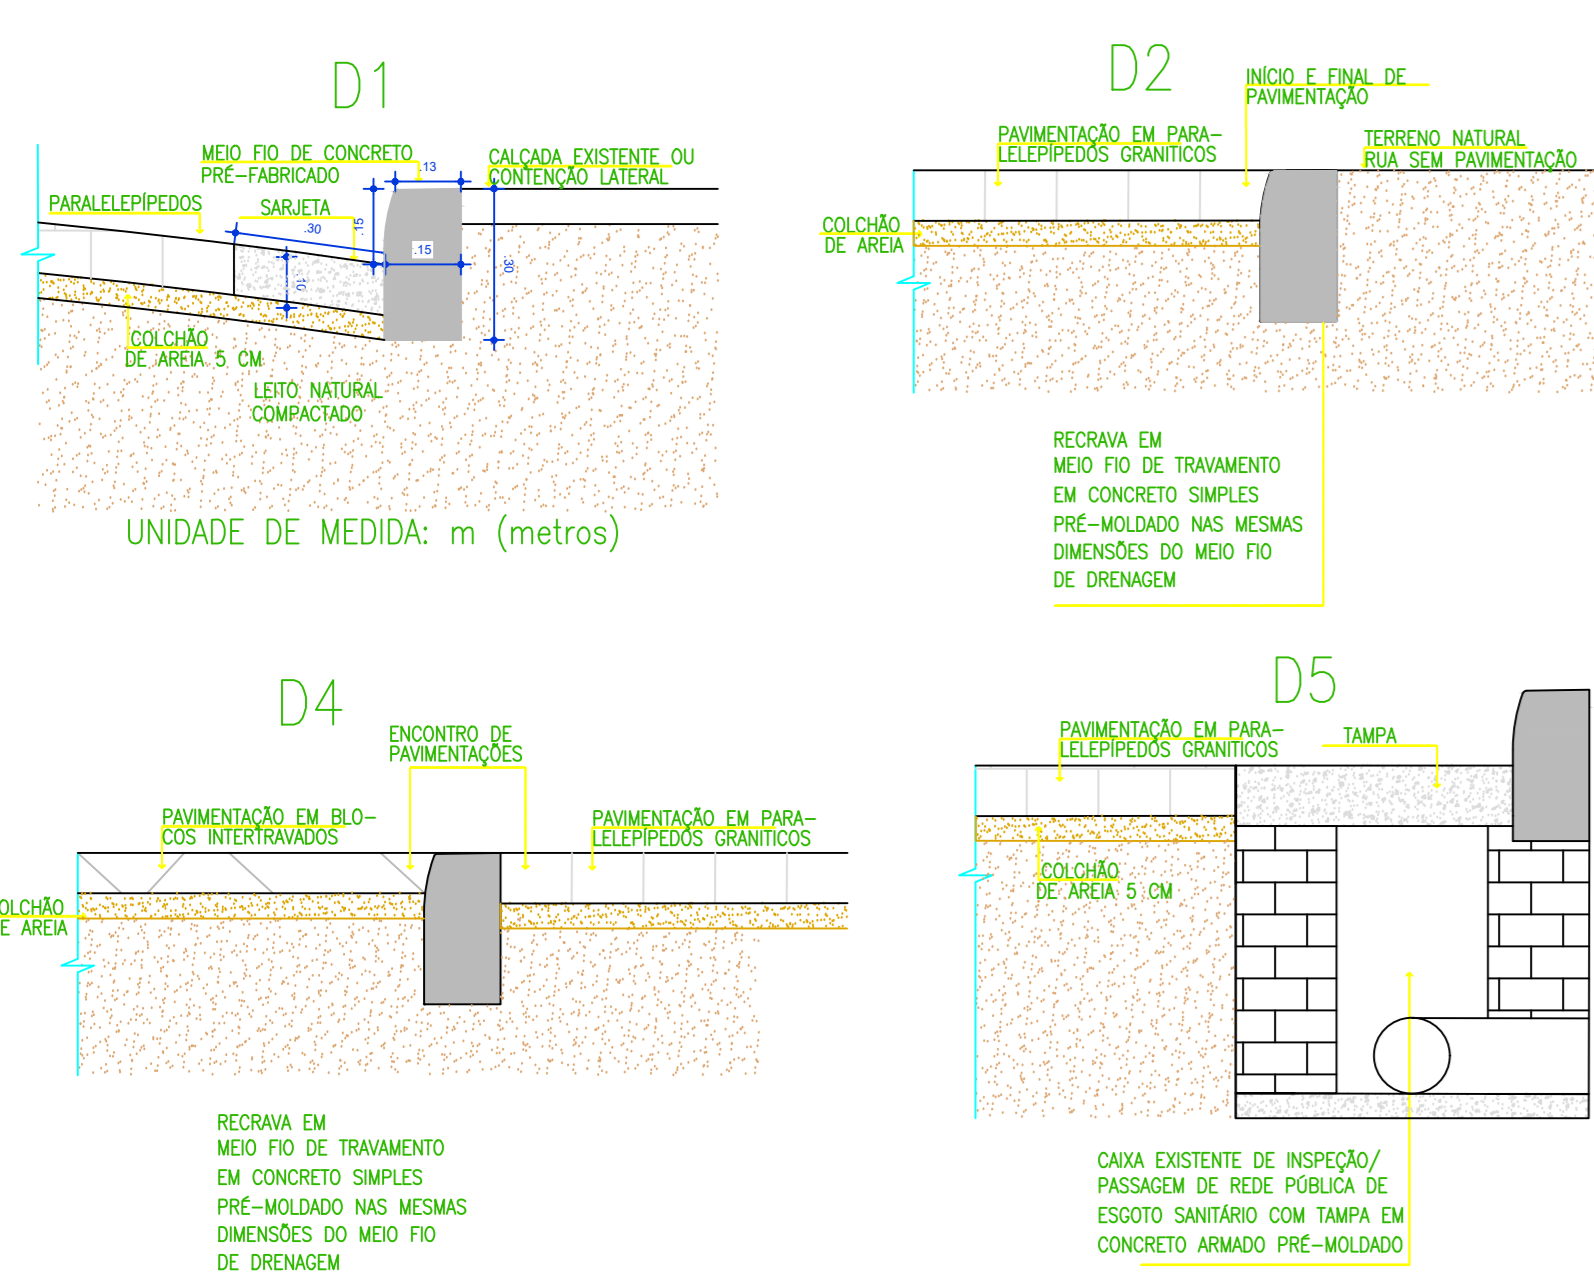 D1
MEIO FIO DE CONCRETO
PRÉ-FABRICADO
.13
CALÇADA EXISTENTE OU
CONTENÇÃO LATERAL
PARALELEPÍPEDOS
SARJETA
.30
.15
.15
.30
.10
COLCHÃO
DE AREIA 5 CM
LEITO NATURAL
COMPACTADO
UNIDADE DE MEDIDA: m (metros)
D2
INÍCIO E FINAL DE
PAVIMENTAÇÃO
PAVIMENTAÇÃO EM PARA-
LELEPÍPEDOS GRANITICOS
TERRENO NATURAL
RUA SEM PAVIMENTAÇÃO
COLCHÃO
DE AREIA
RECRAVA EM
MEIO FIO DE TRAVAMENTO
EM CONCRETO SIMPLES
PRÉ-MOLDADO NAS MESMAS
DIMENSÕES DO MEIO FIO
DE DRENAGEM
D4
ENCONTRO DE
PAVIMENTAÇÕES
PAVIMENTAÇÃO EM BLO-
COS INTERTRAVADOS
PAVIMENTAÇÃO EM PARA-
LELEPÍPEDOS GRANITICOS
OLCHÃO
E AREIA
RECRAVA EM
MEIO FIO DE TRAVAMENTO
EM CONCRETO SIMPLES
PRÉ-MOLDADO NAS MESMAS
DIMENSÕES DO MEIO FIO
DE DRENAGEM
D5
PAVIMENTAÇÃO EM PARA-
LELEPÍPEDOS GRANITICOS
TAMPA
COLCHÃO
DE AREIA 5 CM
CAIXA EXISTENTE DE INSPEÇÃO/
PASSAGEM DE REDE PÚBLICA DE
ESGOTO SANITÁRIO COM TAMPA EM
CONCRETO ARMADO PRÉ-MOLDADO